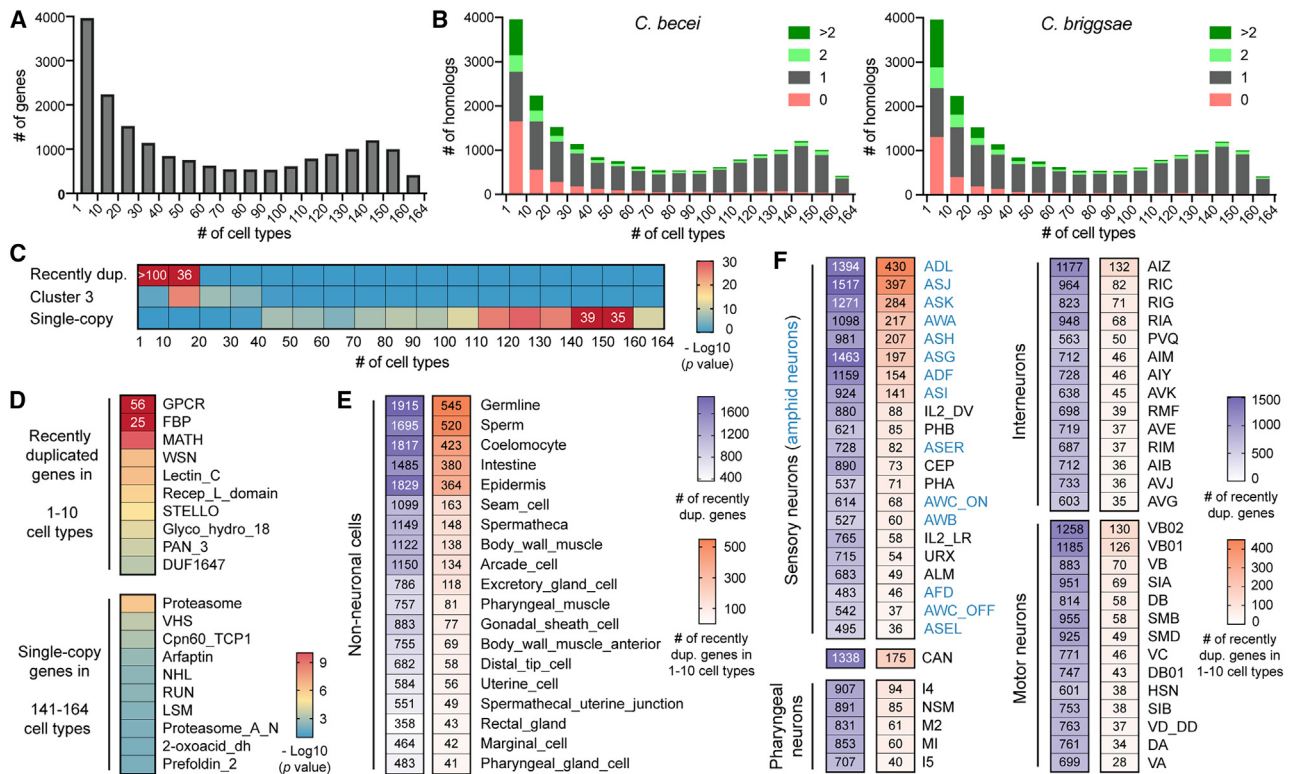 A
4000
3000
2000
1000
0
# of genes
1 10 20 30 40 50 60 70 80 90 100 110 120 130 140 150 160 164
# of cell types
B
C. becei
>2
2
1
0
4000
3000
2000
1000
0
# of homologs
1 10 20 30 40 50 60 70 80 90 100 110 120 130 140 150 160 164
# of cell types
C. briggsae
>2
2
1
0
4000
3000
2000
1000
0
# of homologs
1 10 20 30 40 50 60 70 80 90 100 110 120 130 140 150 160 164
# of cell types
C
Recently dup. >100 36
Cluster 3
Single-copy 39 35
1 10 20 30 40 50 60 70 80 90 100 110 120 130 140 150 160 164
# of cell types
30
20
10
0
- Log10
(p value)
D
Recently
duplicated
genes in
1-10
cell types
56 GPCR
25 FBP
MATH
WSN
Lectin_C
Recep_L_domain
STELLO
Glyco_hydro_18
PAN_3
DUF1647
Single-copy
genes in
141-164
cell types
Proteasome
VHS
Cpn60_TCP1
Arfaptin
NHL
RUN
LSM
Proteasome_A_N
2-oxoacid_dh
Prefoldin_2
9
6
3
- Log10
(p value)
E
Non-neuronal cells
1915 545 Germline
1695 520 Sperm
1817 423 Coelomocyte
1485 380 Intestine
1829 364 Epidermis
1099 163 Seam_cell
1149 148 Spermatheca
1122 138 Body_wall_muscle
1150 134 Arcade_cell
786 118 Excretory_gland_cell
757 81 Pharyngeal_muscle
883 77 Gonadal_sheath_cell
755 69 Body_wall_muscle_anterior
682 58 Distal_tip_cell
584 56 Uterine_cell
551 49 Spermathecal_uterine_junction
358 43 Rectal_gland
464 42 Marginal_cell
483 41 Pharyngeal_gland_cell
1600
1200
800
400
# of recently
dup. genes
500
300
100
# of recently
dup. genes in
1-10 cell types
F
Sensory neurons (amphid neurons)
1394 430 ADL
1517 397 ASJ
1271 284 ASK
1098 217 AWA
981 207 ASH
1463 197 ASG
1159 154 ADF
924 141 ASI
880 88 IL2_DV
621 85 PHB
728 82 ASER
890 73 CEP
537 71 PHA
614 68 AWC_ON
527 60 AWB
765 58 IL2_LR
715 54 URX
683 49 ALM
483 46 AFD
542 37 AWC_OFF
495 36 ASEL
1338 175 CAN
Pharyngeal
neurons
907 94 I4
891 85 NSM
831 61 M2
853 60 MI
707 40 I5
Interneurons
1177 132 AIZ
964 82 RIC
823 71 RIG
948 68 RIA
563 50 PVQ
712 46 AIM
728 46 AIY
638 45 AVK
698 39 RMF
719 37 AVE
687 37 RIM
712 36 AIB
733 36 AVJ
603 35 AVG
Motor neurons
1258 130 VB02
1185 126 VB01
883 70 VB
951 69 SIA
814 58 DB
955 58 SMB
925 49 SMD
771 46 VC
747 43 DB01
601 38 HSN
753 38 SIB
763 37 VD_DD
761 34 DA
699 28 VA
1500
1000
500
0
# of recently
dup. genes
400
300
200
100
0
# of recently
dup. genes in
1-10 cell types